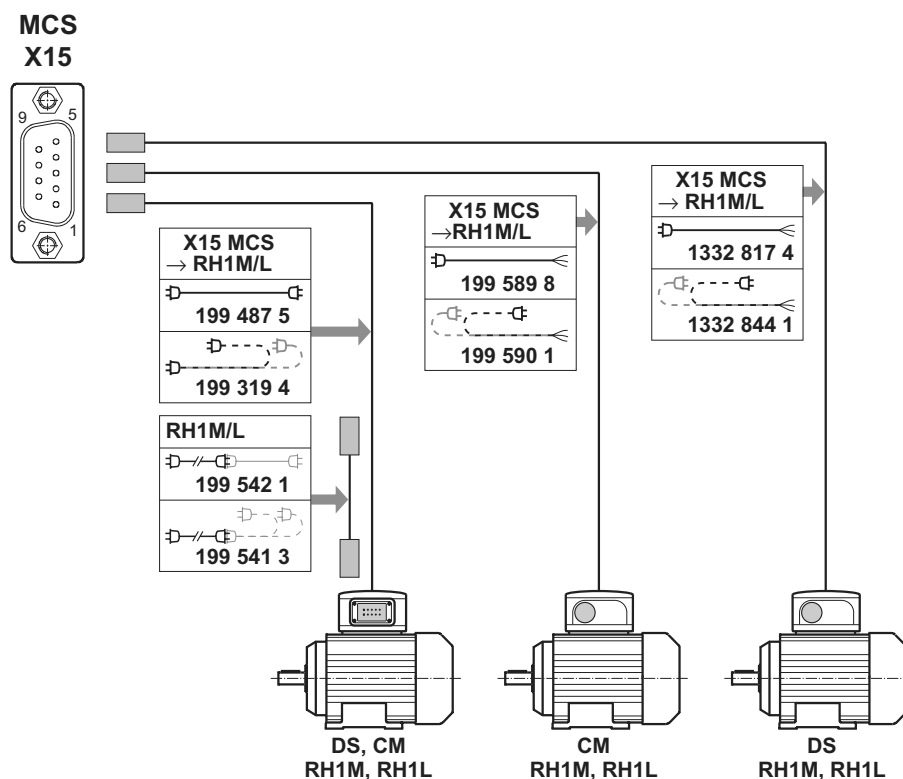 MCS
X15
9
5
6
1
X15 MCS
→ RH1M/L
199 487 5
199 319 4
RH1M/L
199 542 1
199 541 3
X15 MCS
→RH1M/L
199 589 8
199 590 1
X15 MCS
→ RH1M/L
1332 817 4
1332 844 1
DS, CM
RH1M, RH1L
CM
RH1M, RH1L
DS
RH1M, RH1L